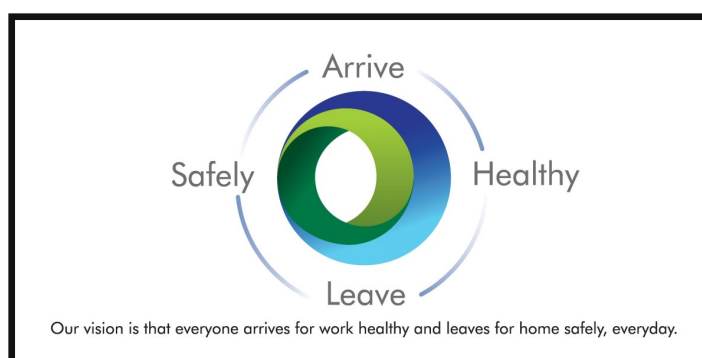 Arrive
Safely Healthy
Leave
Our vision is that everyone arrives for work healthy and leaves for home safely, everyday.